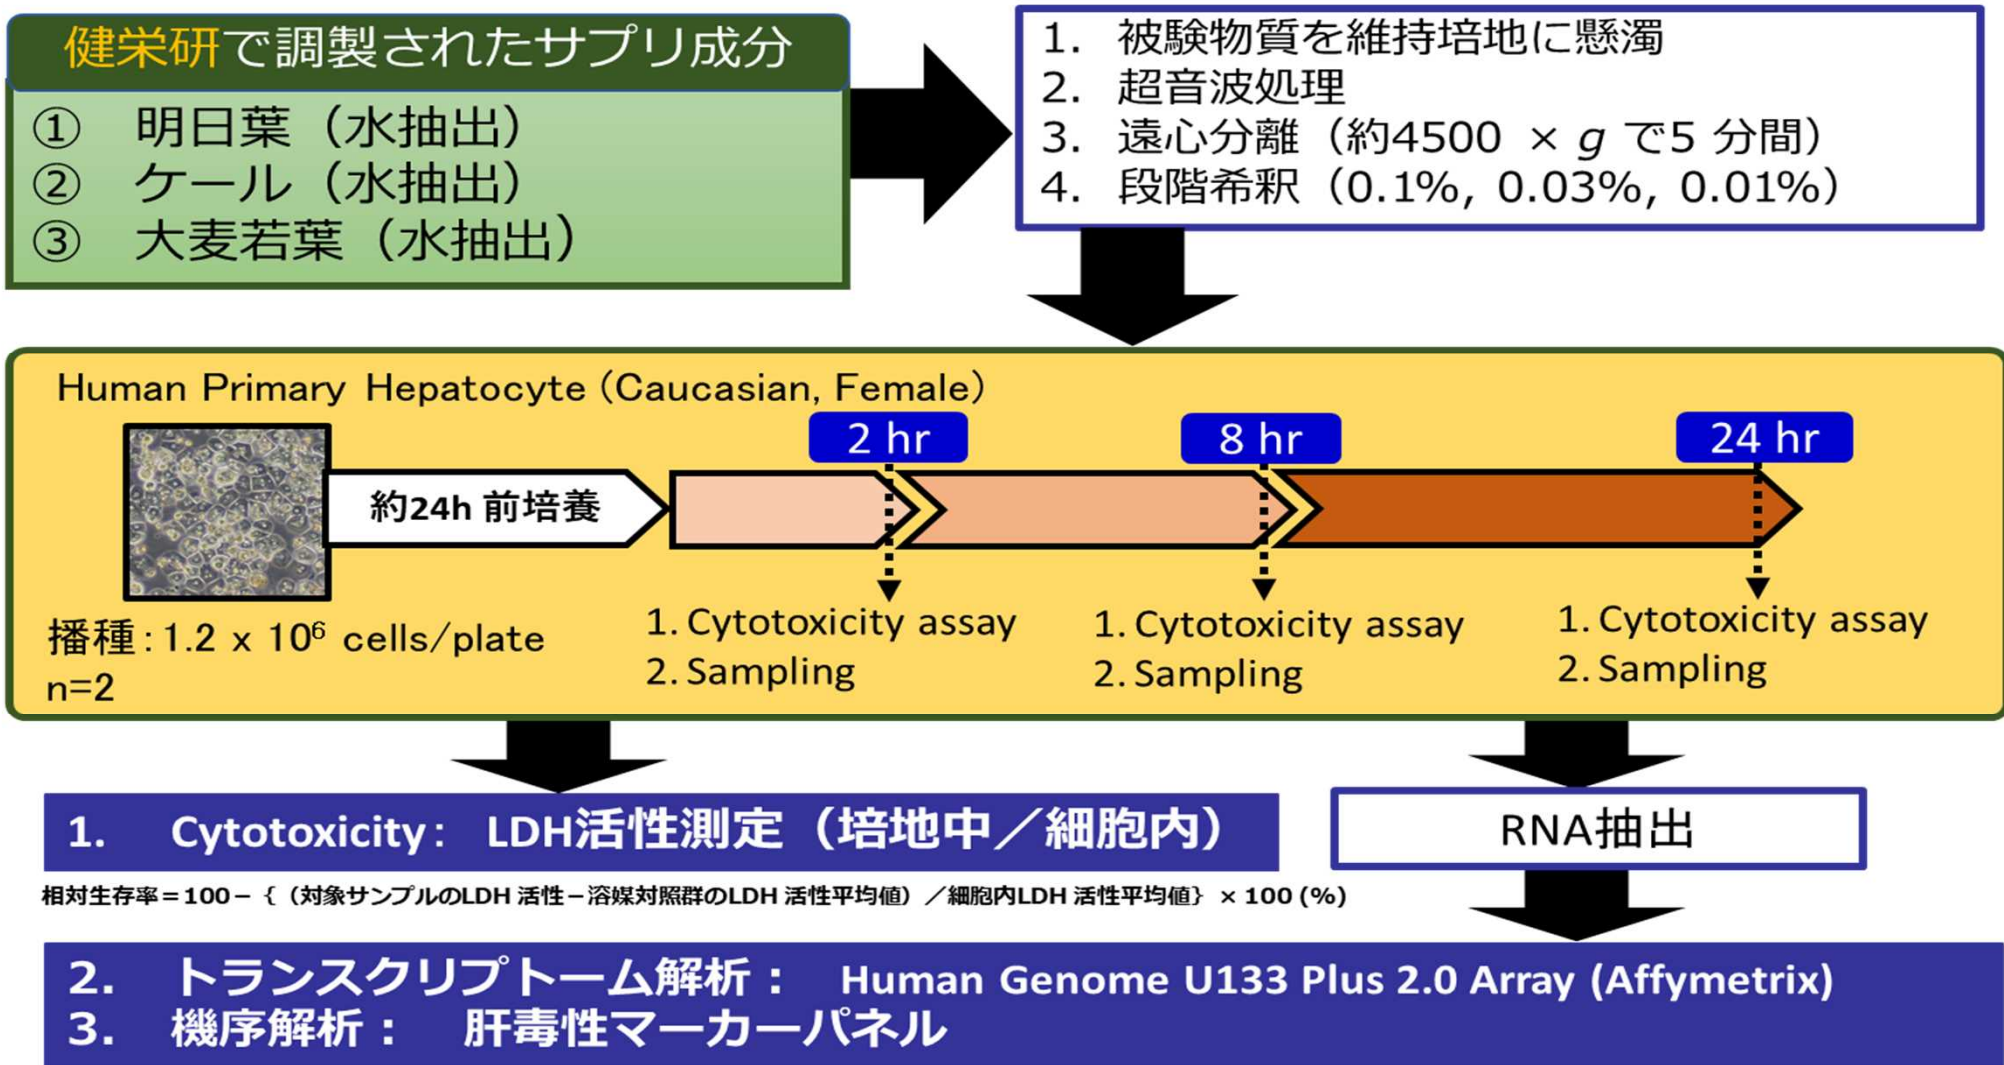 健栄研で調製されたサプリ成分
① 明日葉（水抽出）
② ケール（水抽出）
③ 大麦若葉（水抽出）
1. 被験物質を維持培地に懸濁
2. 超音波処理
3. 遠心分離（約4500 × g で5 分間）
4. 段階希釈（0.1%, 0.03%, 0.01%）
Human Primary Hepatocyte (Caucasian, Female)
2 hr
8 hr
24 hr
約24h 前培養
播種：1.2 x 10⁶ cells/plate
n=2
1. Cytotoxicity assay
2. Sampling
1. Cytotoxicity assay
2. Sampling
1. Cytotoxicity assay
2. Sampling
1. Cytotoxicity： LDH活性測定（培地中／細胞内）
RNA抽出
相対生存率＝100－｛（対象サンプルのLDH 活性－溶媒対照群のLDH 活性平均値）／細胞内LDH 活性平均値｝×100 (%)
2. トランスクリプトーム解析： Human Genome U133 Plus 2.0 Array (Affymetrix)
3. 機序解析： 肝毒性マーカーパネル